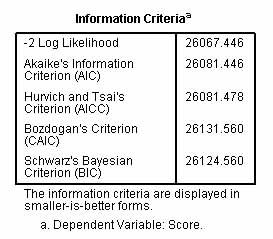 Information Criteriaᵃ
-2 Log Likelihood 26067.446
Akaike's Information 26081.446
Criterion (AIC)
Hurvich and Tsai's 26081.478
Criterion (AICC)
Bozdogan's Criterion 26131.560
(CAIC)
Schwarz's Bayesian 26124.560
Criterion (BIC)
The information criteria are displayed in
smaller-is-better forms.
a. Dependent Variable: Score.